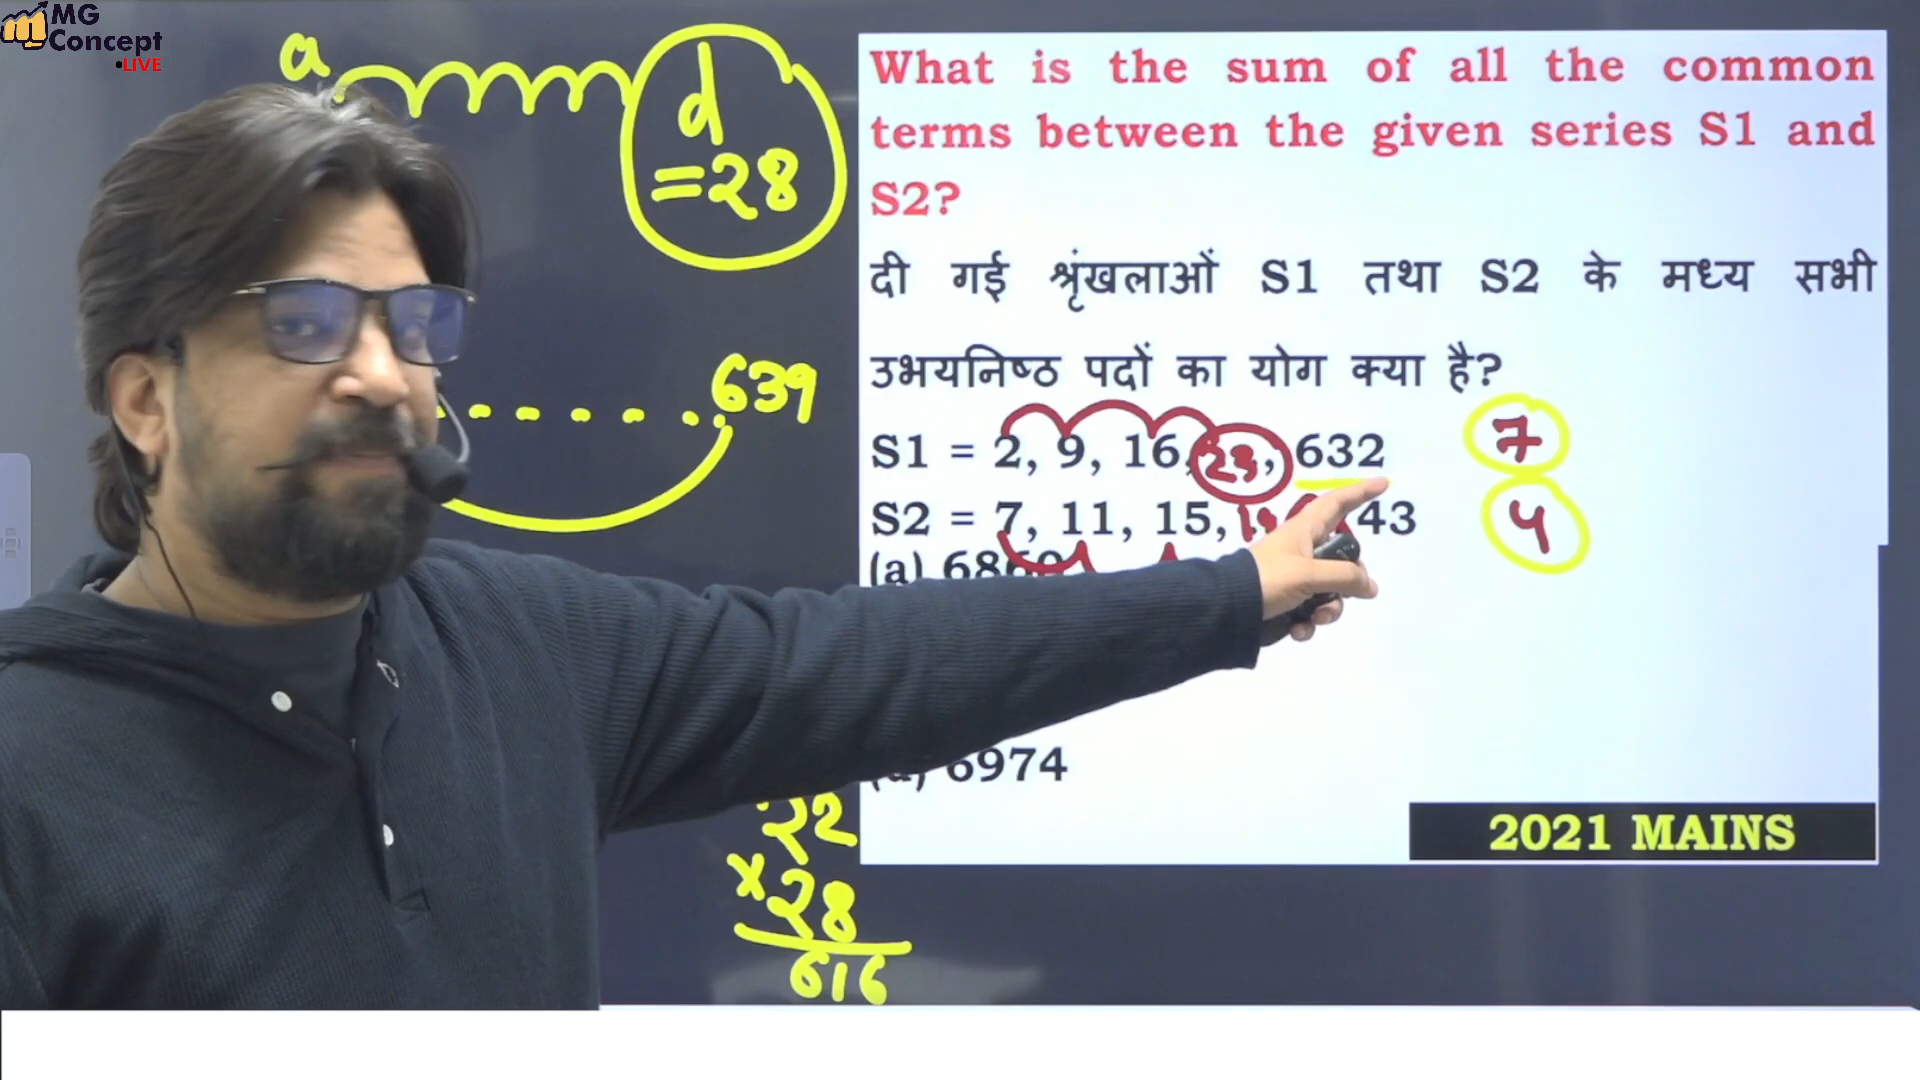 MG
Concept
•LIVE
a
d
=28
639
22
×28
616
What is the sum of all the common
terms between the given series S1 and
S2?
दी गई श्रृंखलाओं S1 तथा S2 के मध्य सभी
उभयनिष्ठ पदों का योग क्या है?
S1 = 2, 9, 16, 23, 632
7
S2 = 7, 11, 15, 43
4
(a) 6860
6974
2021 MAINS